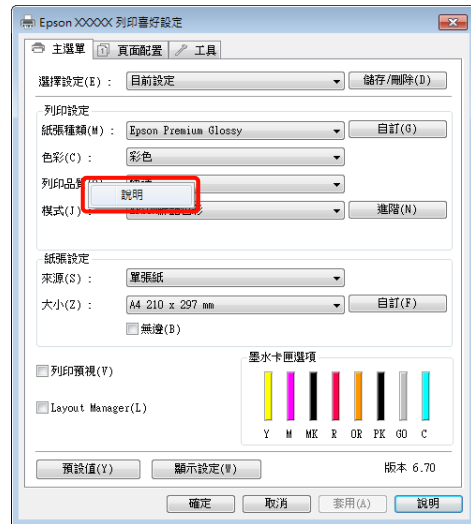 Epson XXXXX 列印喜好設定
主選單 頁面配置 工具
選擇設定(E) : 目前設定 儲存/刪除(D)
列印設定
紙張種類(M) : Epson Premium Glossy 自訂(G)
色彩(C) : 彩色
列印品質
說明
模式(J) : 進階(N)
紙張設定
來源(S) : 單張紙
大小(Z) : A4 210 x 297 mm 自訂(F)
無邊(B)
墨水卡匣選項
列印預視(V)
Layout Manager(L)
Y M MK R OR PK GO C
預設值(Y) 顯示設定(W) 版本 6.70
確定 取消 套用(A) 說明